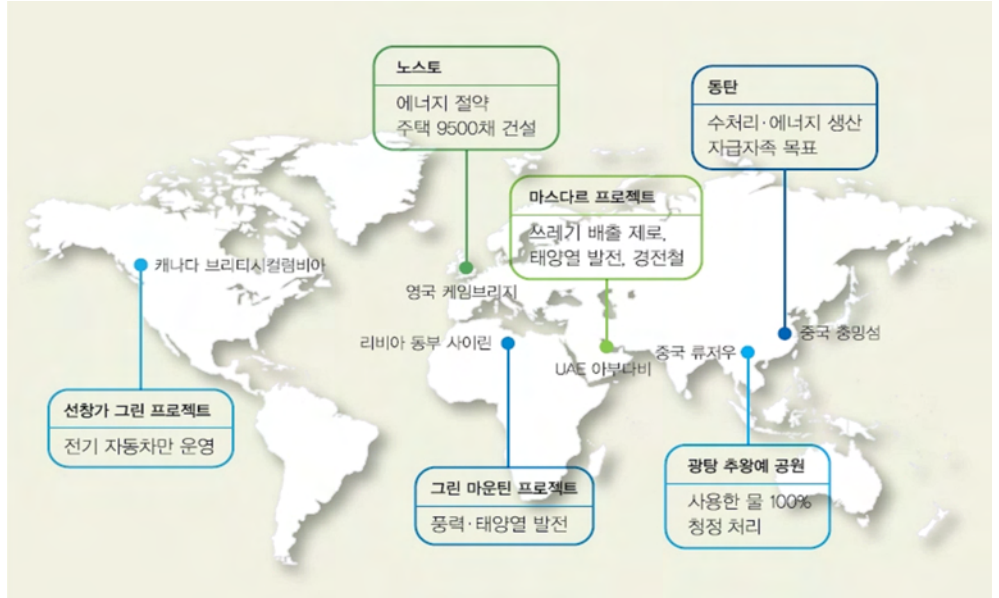 노스토
에너지 절약
주택 9500채 건설
동탄
수처리·에너지 생산
자급자족 목표
마스다르 프로젝트
쓰레기 배출 제로,
태양열 발전, 경전철
캐나다 브리티시컬럼비아
영국 케임브리지
리비아 동부 사이린
UAE 아부다비
중국 류저우
중국 충밍섬
선창가 그린 프로젝트
전기 자동차만 운영
그린 마운틴 프로젝트
풍력·태양열 발전
광탕 추왕예 공원
사용한 물 100%
청정 처리